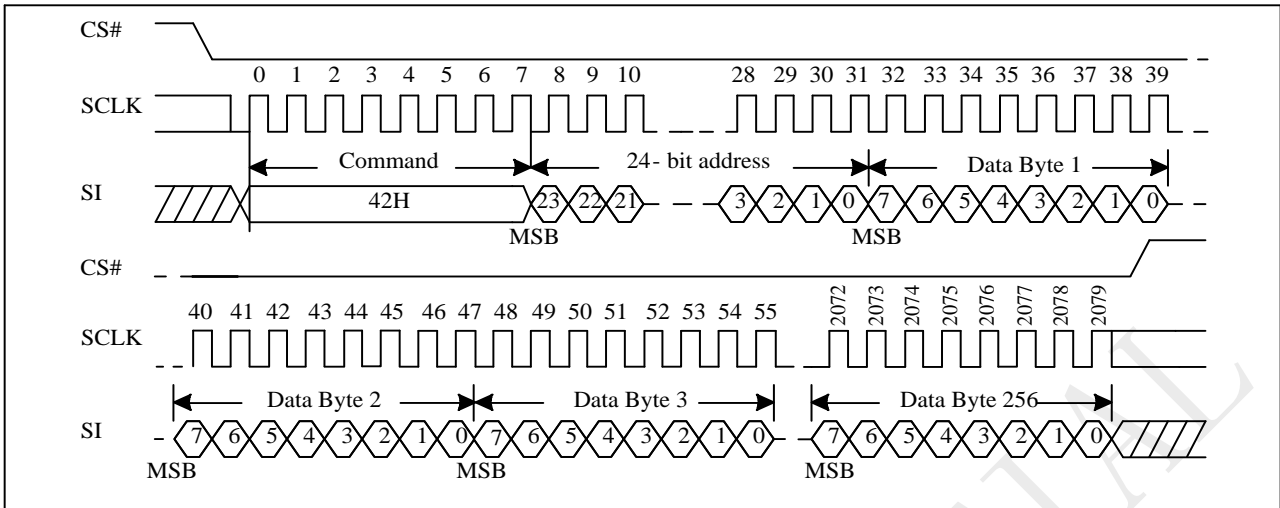 CS#
0 1 2 3 4 5 6 7 8 9 10 28 29 30 31 32 33 34 35 36 37 38 39
SCLK
Command 24- bit address Data Byte 1
SI 42H 23 22 21 3 2 1 0 7 6 5 4 3 2 1 0
MSB MSB
CS#
40 41 42 43 44 45 46 47 48 49 50 51 52 53 54 55 2072 2073 2074 2075 2076 2077 2078 2079
SCLK
Data Byte 2 Data Byte 3 Data Byte 256
SI 7 6 5 4 3 2 1 0 7 6 5 4 3 2 1 0 7 6 5 4 3 2 1 0
MSB MSB MSB